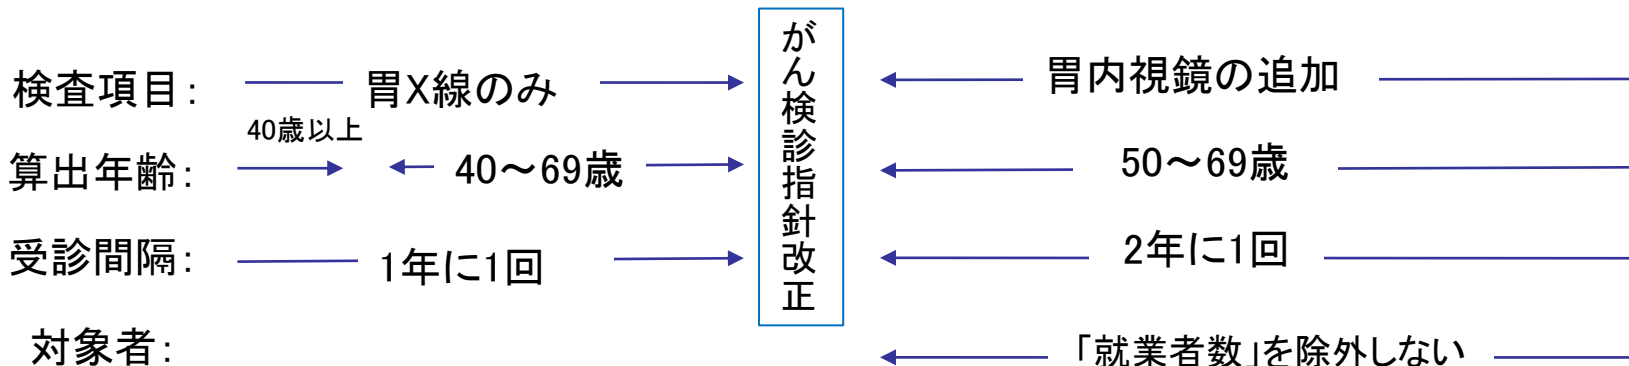 検査項目： 胃X線のみ 胃内視鏡の追加
40歳以上
算出年齢： 40～69歳 50～69歳
受診間隔： 1年に1回 2年に1回
対象者： 「就業者数」を除外しない
がん検診指針改正